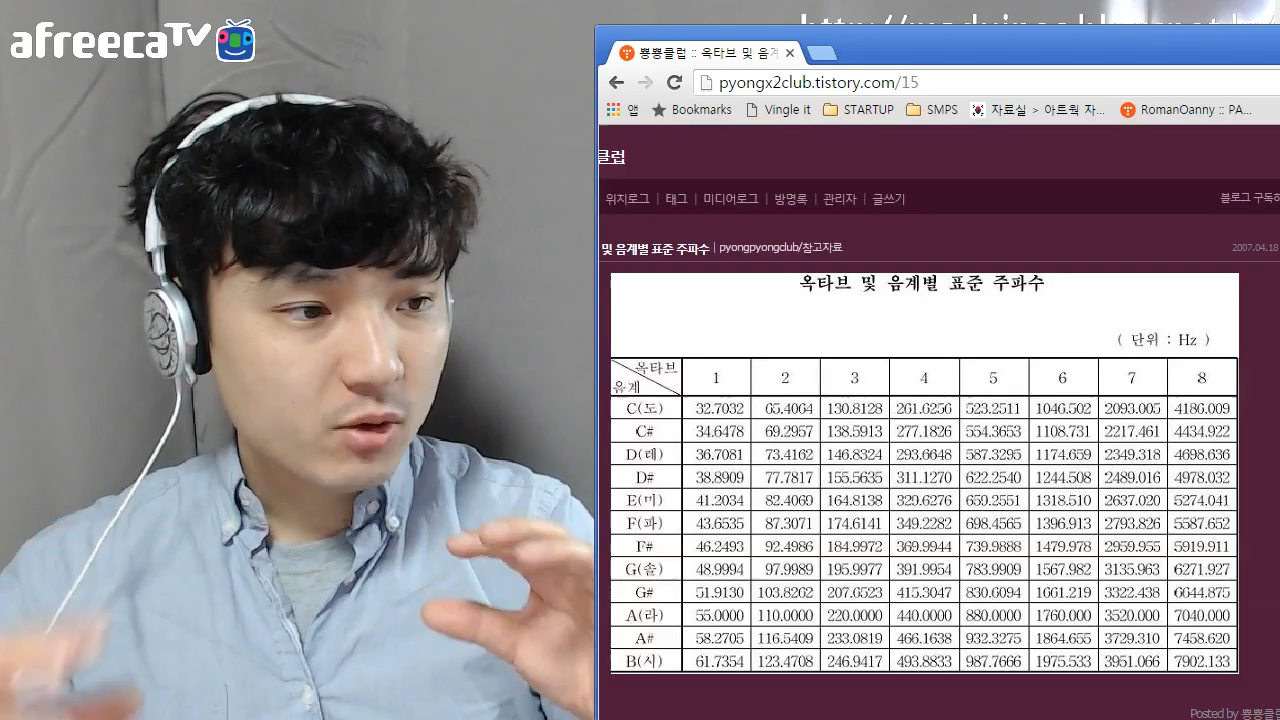 afreecaTV
뿅뿅클럽 :: 옥타브 및 음계
pyongx2club.tistory.com/15
앱 Bookmarks Vingle it STARTUP SMPS 자료실 > 아트웍 자... RomanOanny :: PA...
클럽
위치로그 | 태그 | 미디어로그 | 방명록 | 관리자 | 글쓰기 블로그 구독하
및 음계별 표준 주파수 | pyongpyongclub/참고자료 2007.04.18
옥타브 및 음계별 표준 주파수
( 단위 : Hz )
옥타브 음계 1 2 3 4 5 6 7 8
C(도) 32.7032 65.4064 130.8128 261.6256 523.2511 1046.502 2093.005 4186.009
C# 34.6478 69.2957 138.5913 277.1826 554.3653 1108.731 2217.461 4434.922
D(레) 36.7081 73.4162 146.8324 293.6648 587.3295 1174.659 2349.318 4698.636
D# 38.8909 77.7817 155.5635 311.1270 622.2540 1244.508 2489.016 4978.032
E(미) 41.2034 82.4069 164.8138 329.6276 659.2551 1318.510 2637.020 5274.041
F(파) 43.6535 87.3071 174.6141 349.2282 698.4565 1396.913 2793.826 5587.652
F# 46.2493 92.4986 184.9972 369.9944 739.9888 1479.978 2959.955 5919.911
G(솔) 48.9994 97.9989 195.9977 391.9954 783.9909 1567.982 3135.963 6271.927
G# 51.9130 103.8262 207.6523 415.3047 830.6094 1661.219 3322.438 6644.875
A(라) 55.0000 110.0000 220.0000 440.0000 880.0000 1760.000 3520.000 7040.000
A# 58.2705 116.5409 233.0819 466.1638 932.3275 1864.655 3729.310 7458.620
B(시) 61.7354 123.4708 246.9417 493.8833 987.7666 1975.533 3951.066 7902.133
Posted by 뿅뿅클럽